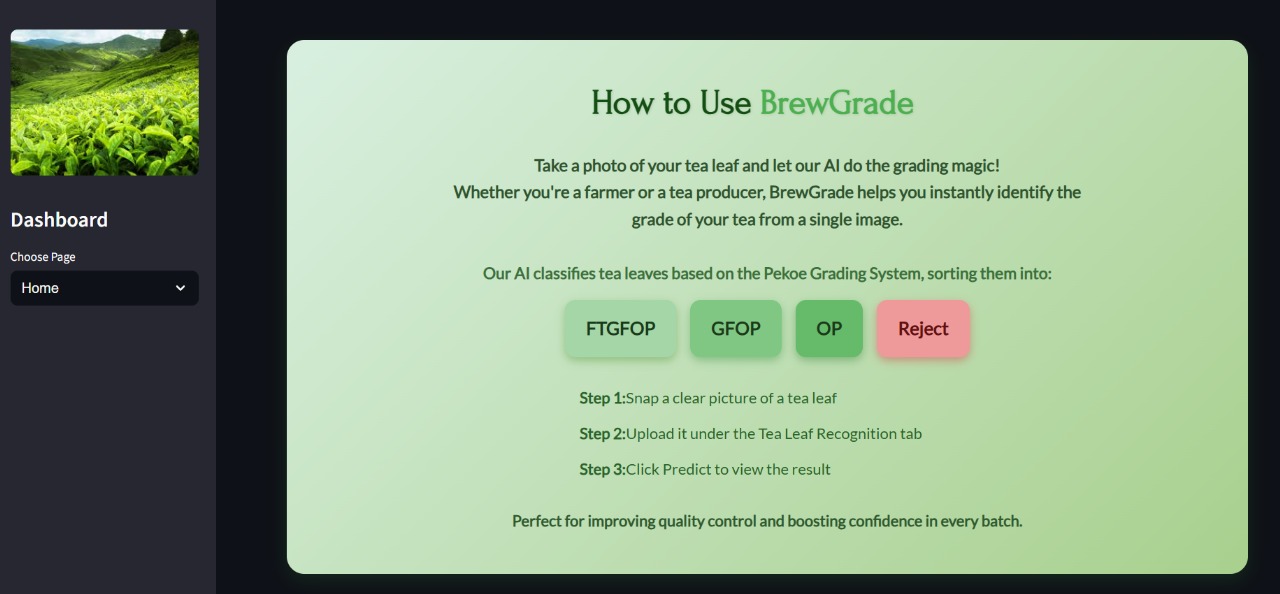 Dashboard
Choose Page
Home
How to Use BrewGrade
Take a photo of your tea leaf and let our AI do the grading magic!
Whether you're a farmer or a tea producer, BrewGrade helps you instantly identify the
grade of your tea from a single image.
Our AI classifies tea leaves based on the Pekoe Grading System, sorting them into:
FTGFOP GFOP OP Reject
Step 1:Snap a clear picture of a tea leaf
Step 2:Upload it under the Tea Leaf Recognition tab
Step 3:Click Predict to view the result
Perfect for improving quality control and boosting confidence in every batch.